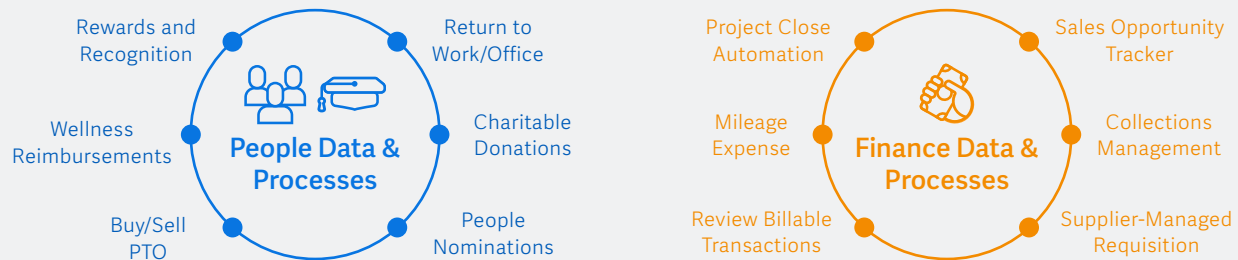 Rewards and
Recognition
Return to
Work/Office
Wellness
Reimbursements
People Data &
Processes
Charitable
Donations
Buy/Sell
PTO
People
Nominations
Project Close
Automation
Sales Opportunity
Tracker
Mileage
Expense
Finance Data &
Processes
Collections
Management
Review Billable
Transactions
Supplier-Managed
Requisition